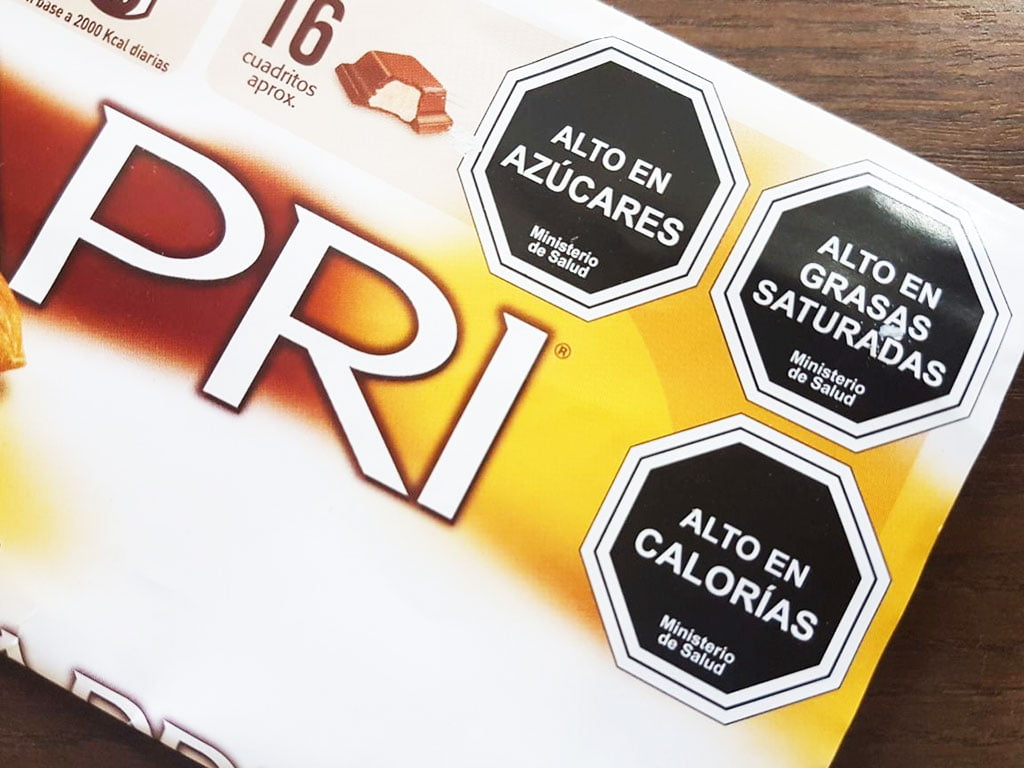 base a 2000 Kcal diarias
16
cuadritos
aprox.
PRI
®
ALTO EN
AZÚCARES
Ministerio
de Salud
ALTO EN
GRASAS
SATURADAS
Ministerio
de Salud
ALTO EN
CALORÍAS
Ministerio
de Salud